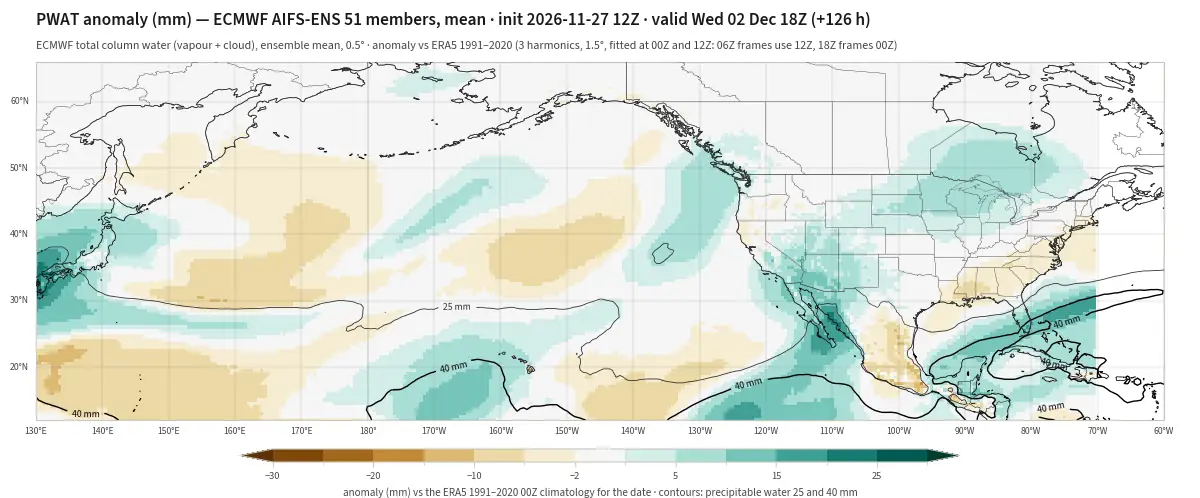 PWAT anomaly (mm) — ECMWF AIFS-ENS 51 members, mean · init 2026-11-27 12Z · valid Wed 02 Dec 18Z (+126 h)
ECMWF total column water (vapour + cloud), ensemble mean, 0.5° · anomaly vs ERA5 1991–2020 (3 harmonics, 1.5°, fitted at 00Z and 12Z: 06Z frames use 12Z, 18Z frames 00Z)
60°N
50°N
40°N
30°N
25 mm
40 mm
40 mm
20°N
40 mm
40 mm
40 mm
40 mm
130°E 140°E 150°E 160°E 170°E 180° 170°W 160°W 150°W 140°W 130°W 120°W 110°W 100°W 90°W 80°W 70°W 60°W
−30 −20 −10 −2 5 15 25
anomaly (mm) vs the ERA5 1991–2020 00Z climatology for the date · contours: precipitable water 25 and 40 mm